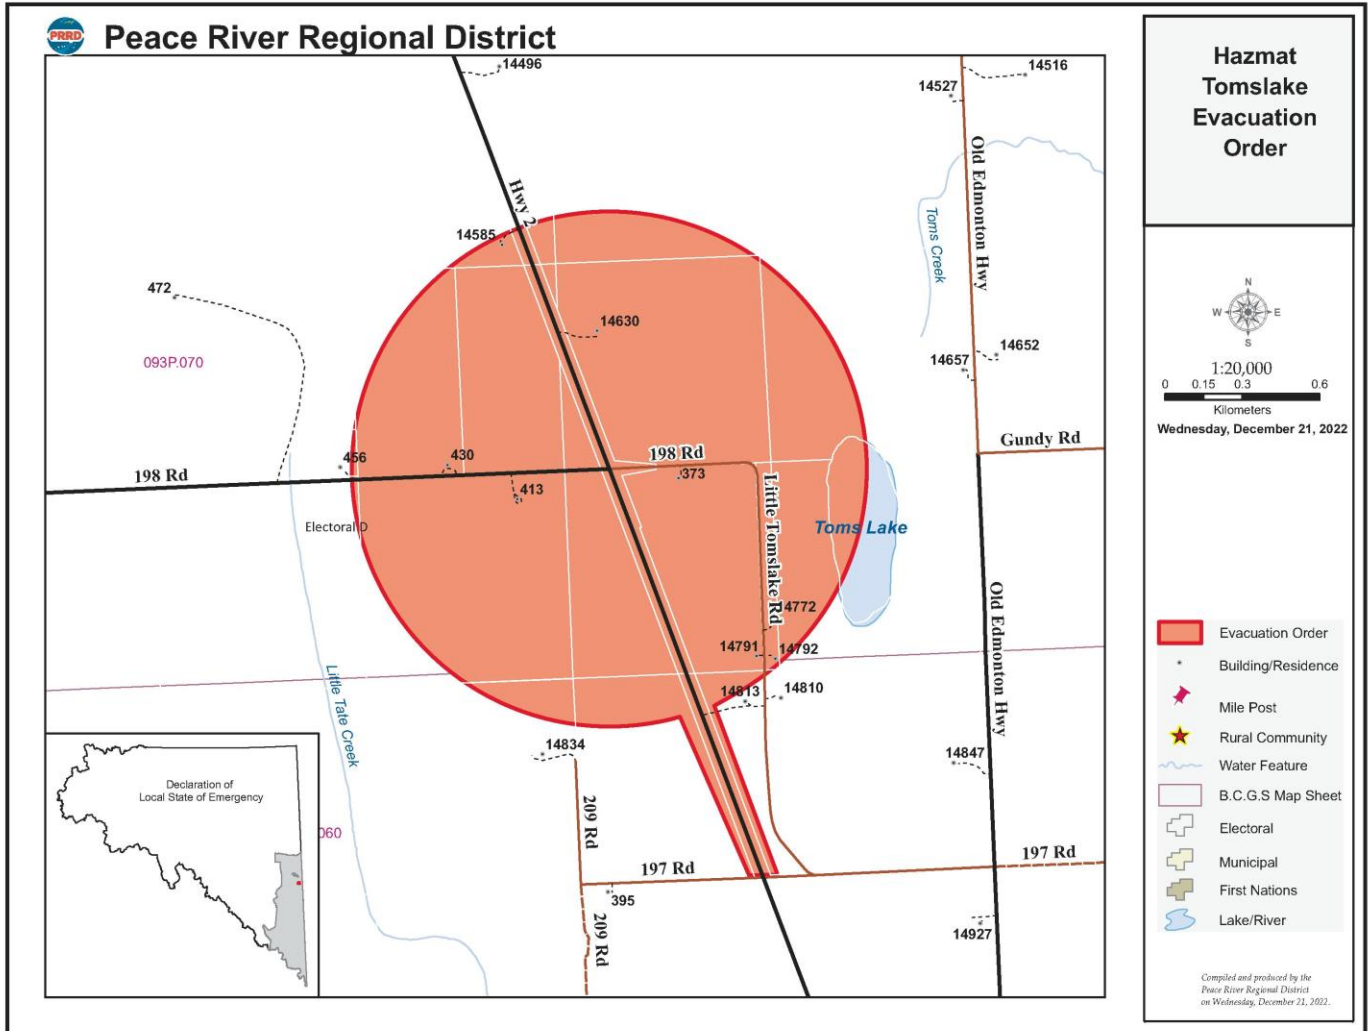 PRRD
Peace River Regional District
Hazmat
Tomslake
Evacuation
Order
14496
14516
14527
Hwy 2
Old Edmonton Hwy
Toms Creek
14585
472
14630
093P.070
14652
14657
N
W
E
S
1:20,000
0 0.15 0.3 0.6
Kilometers
Wednesday, December 21, 2022
198 Rd
456
430
413
198 Rd
373
Gundy Rd
Electoral D
Little Tomslake Rd
Toms Lake
Old Edmonton Hwy
14772
14791
14792
14813
14810
Little Tate Creek
14834
14847
209 Rd
197 Rd
197 Rd
395
209 Rd
14927
Declaration of
Local State of Emergency
060
Evacuation Order
Building/Residence
Mile Post
Rural Community
Water Feature
B.C.G.S Map Sheet
Electoral
Municipal
First Nations
Lake/River
Compiled and produced by the
Peace River Regional District
on Wednesday, December 21, 2022.